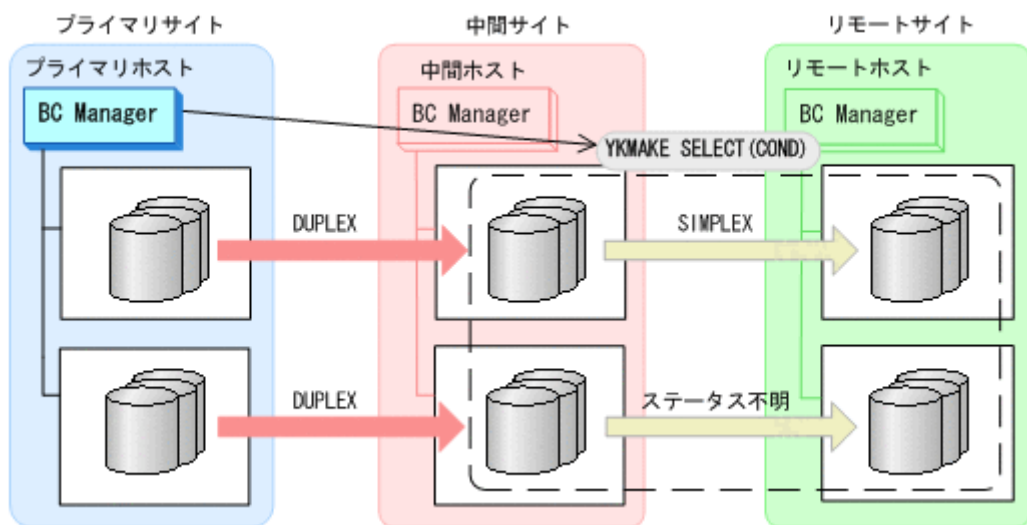 プライマリサイト
中間サイト
リモートサイト
プライマリホスト
中間ホスト
リモートホスト
BC Manager
BC Manager
BC Manager
YKMAKE SELECT(COND)
DUPLEX
SIMPLEX
DUPLEX
ステータス不明